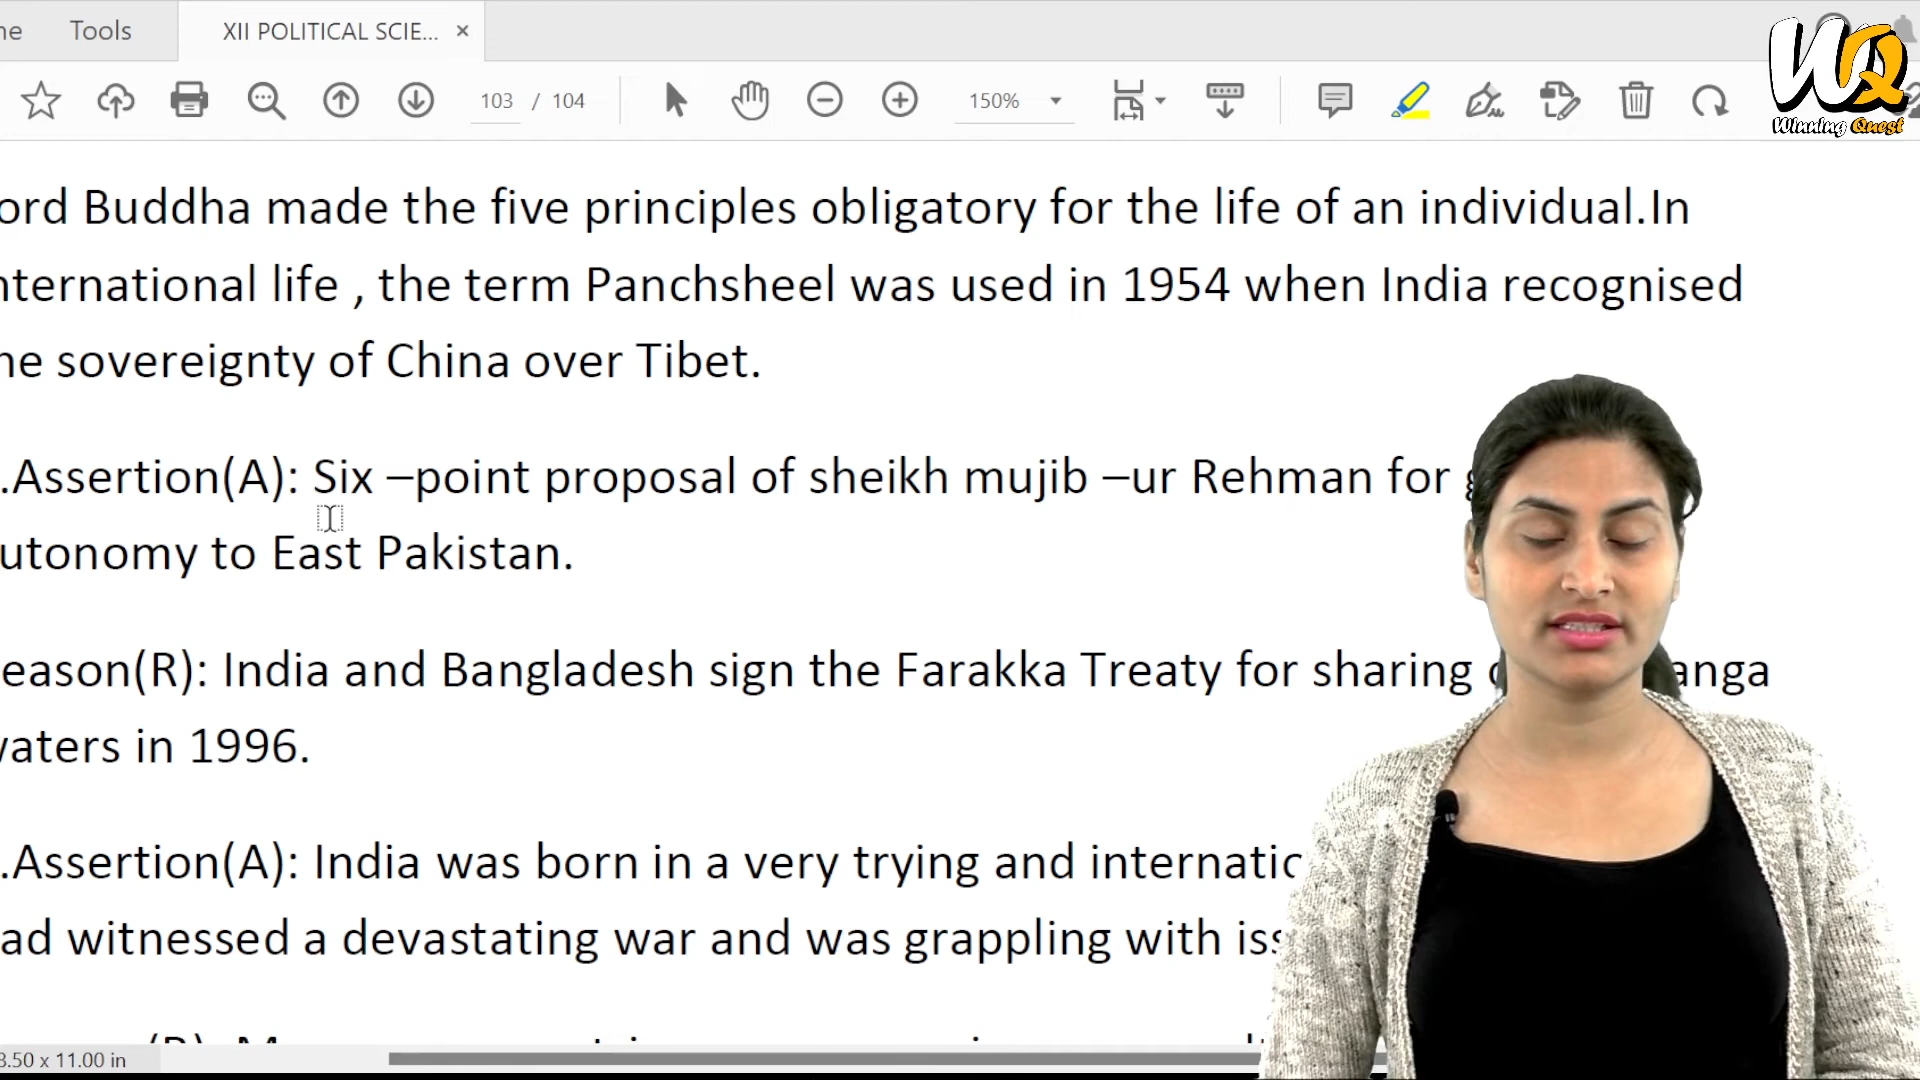 Tools XII POLITICAL SCIE... ×
103 / 104 150%
Winning Quest
ord Buddha made the five principles obligatory for the life of an individual.In
nternational life , the term Panchsheel was used in 1954 when India recognised
he sovereignty of China over Tibet.
.Assertion(A): Six –point proposal of sheikh mujib –ur Rehman for
utonomy to East Pakistan.
eason(R): India and Bangladesh sign the Farakka Treaty for sharing anga
waters in 1996.
.Assertion(A): India was born in a very trying and internatio
ad witnessed a devastating war and was grappling with iss
8.50 x 11.00 in